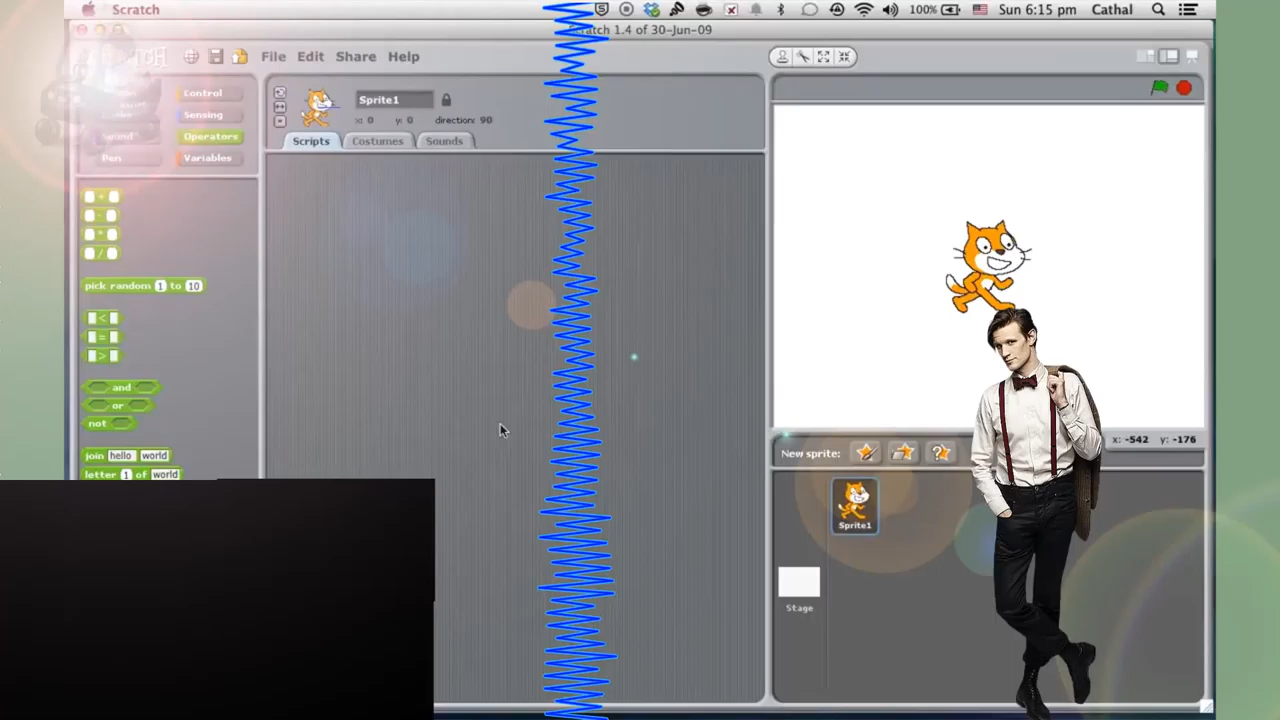 Scratch
100%
Sun 6:15 pm
Cathal
Scratch 1.4 of 30-Jun-09
File Edit Share Help
Control
Sensing
Sound
Operators
Pen
Variables
Sprite1
x: 0 y: 0 direction: 90
Scripts Costumes Sounds
+
-
*
/
pick random 1 to 10
<
=
>
and
or
not
join hello world
letter 1 of world
x: -542 y: -176
New sprite:
Sprite1
Stage